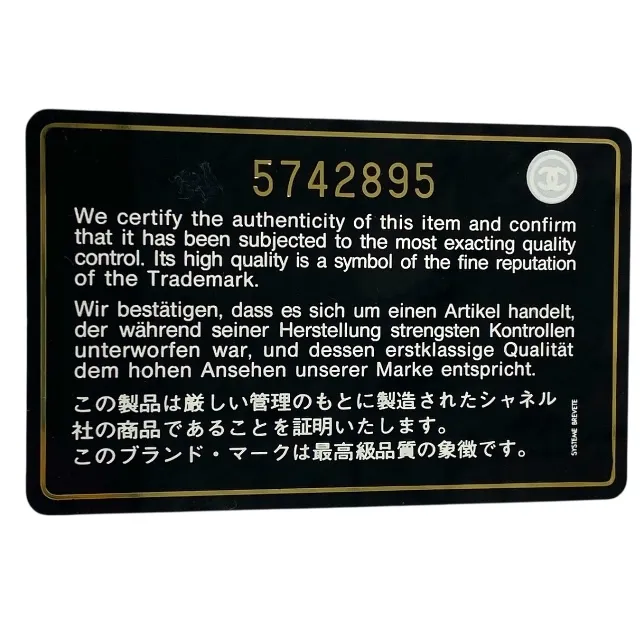 5742895
We certify the authenticity of this item and confirm
that it has been subjected to the most exacting quality
control. Its high quality is a symbol of the fine reputation
of the Trademark.
Wir bestätigen, dass es sich um einen Artikel handelt,
der während seiner Herstellung strengsten Kontrollen
unterworfen war, und dessen erstklassige Qualität
dem hohen Ansehen unserer Marke entspricht.
この製品は厳しい管理のもとに製造されたシャネル
社の商品であることを証明いたします。
このブランド・マークは最高級品質の象徴です。
SYSTEME BREVETE